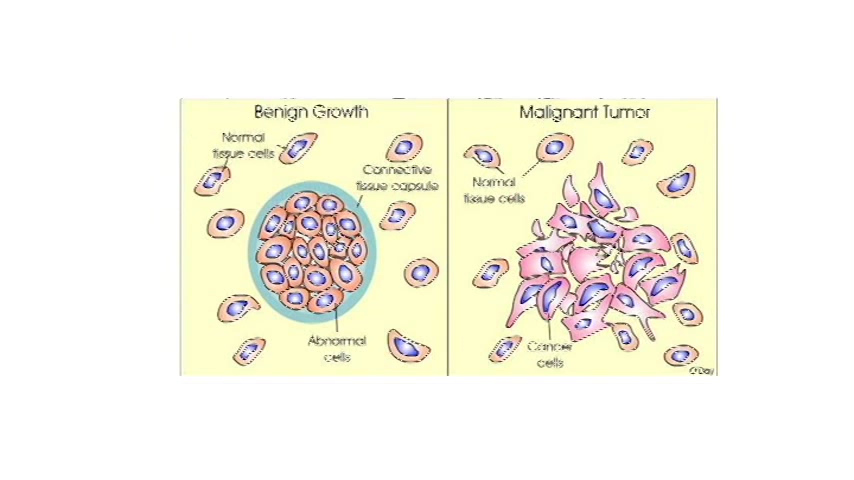 Benign Growth
Normal
tissue cells
Connective
tissue capsule
Abnormal
cells
Malignant Tumor
Normal
tissue cells
Cancer
cells
O'Day